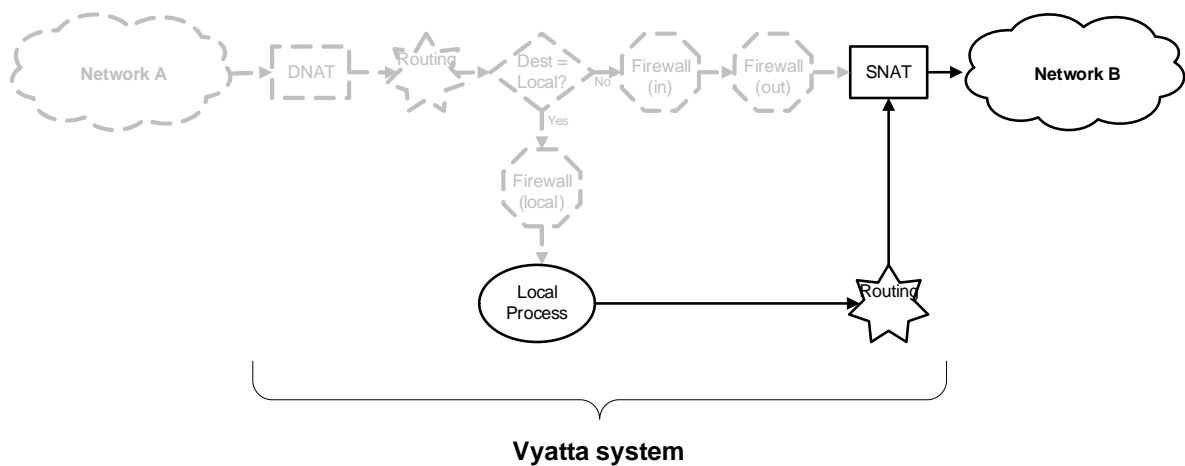 Network A
DNAT
Routing
Dest =
Local?
No
Yes
Firewall
(in)
Firewall
(out)
SNAT
Network B
Firewall
(local)
Local
Process
Routing
Vyatta system